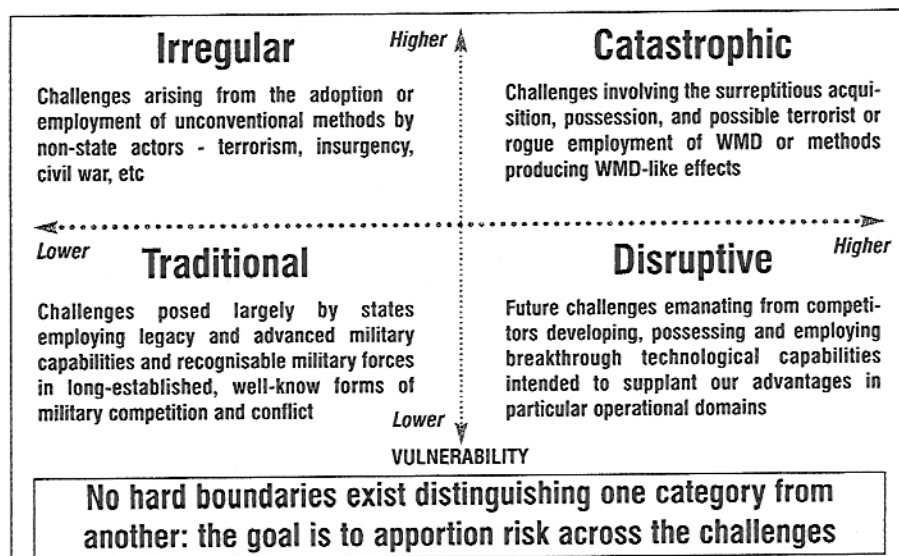 Irregular
Challenges arising from the adoption or
employment of unconventional methods by
non-state actors - terrorism, insurgency,
civil war, etc
Higher
Catastrophic
Challenges involving the surreptitious acqui-
sition, possession, and possible terrorist or
rogue employment of WMD or methods
producing WMD-like effects
Lower
Higher
Traditional
Challenges posed largely by states
employing legacy and advanced military
capabilities and recognisable military forces
in long-established, well-know forms of
military competition and conflict
Disruptive
Future challenges emanating from competi-
tors developing, possessing and employing
breakthrough technological capabilities
intended to supplant our advantages in
particular operational domains
Lower
VULNERABILITY
No hard boundaries exist distinguishing one category from
another: the goal is to apportion risk across the challenges